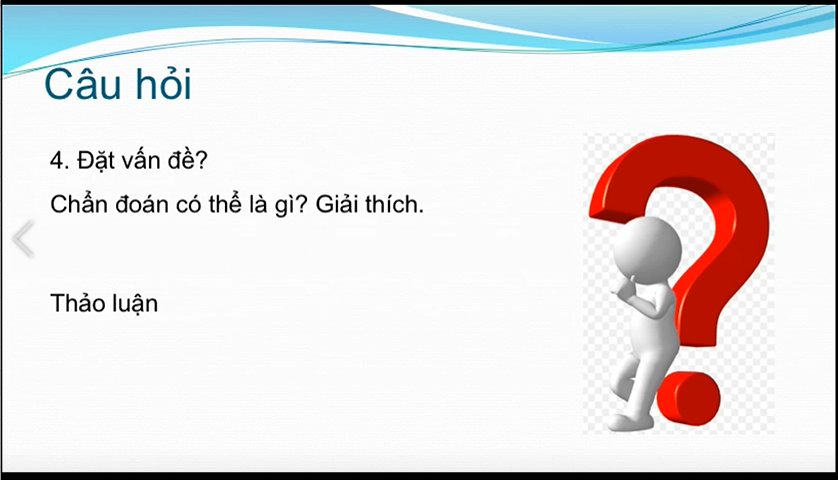 Câu hỏi
4. Đặt vấn đề?
Chẩn đoán có thể là gì? Giải thích.
Thảo luận